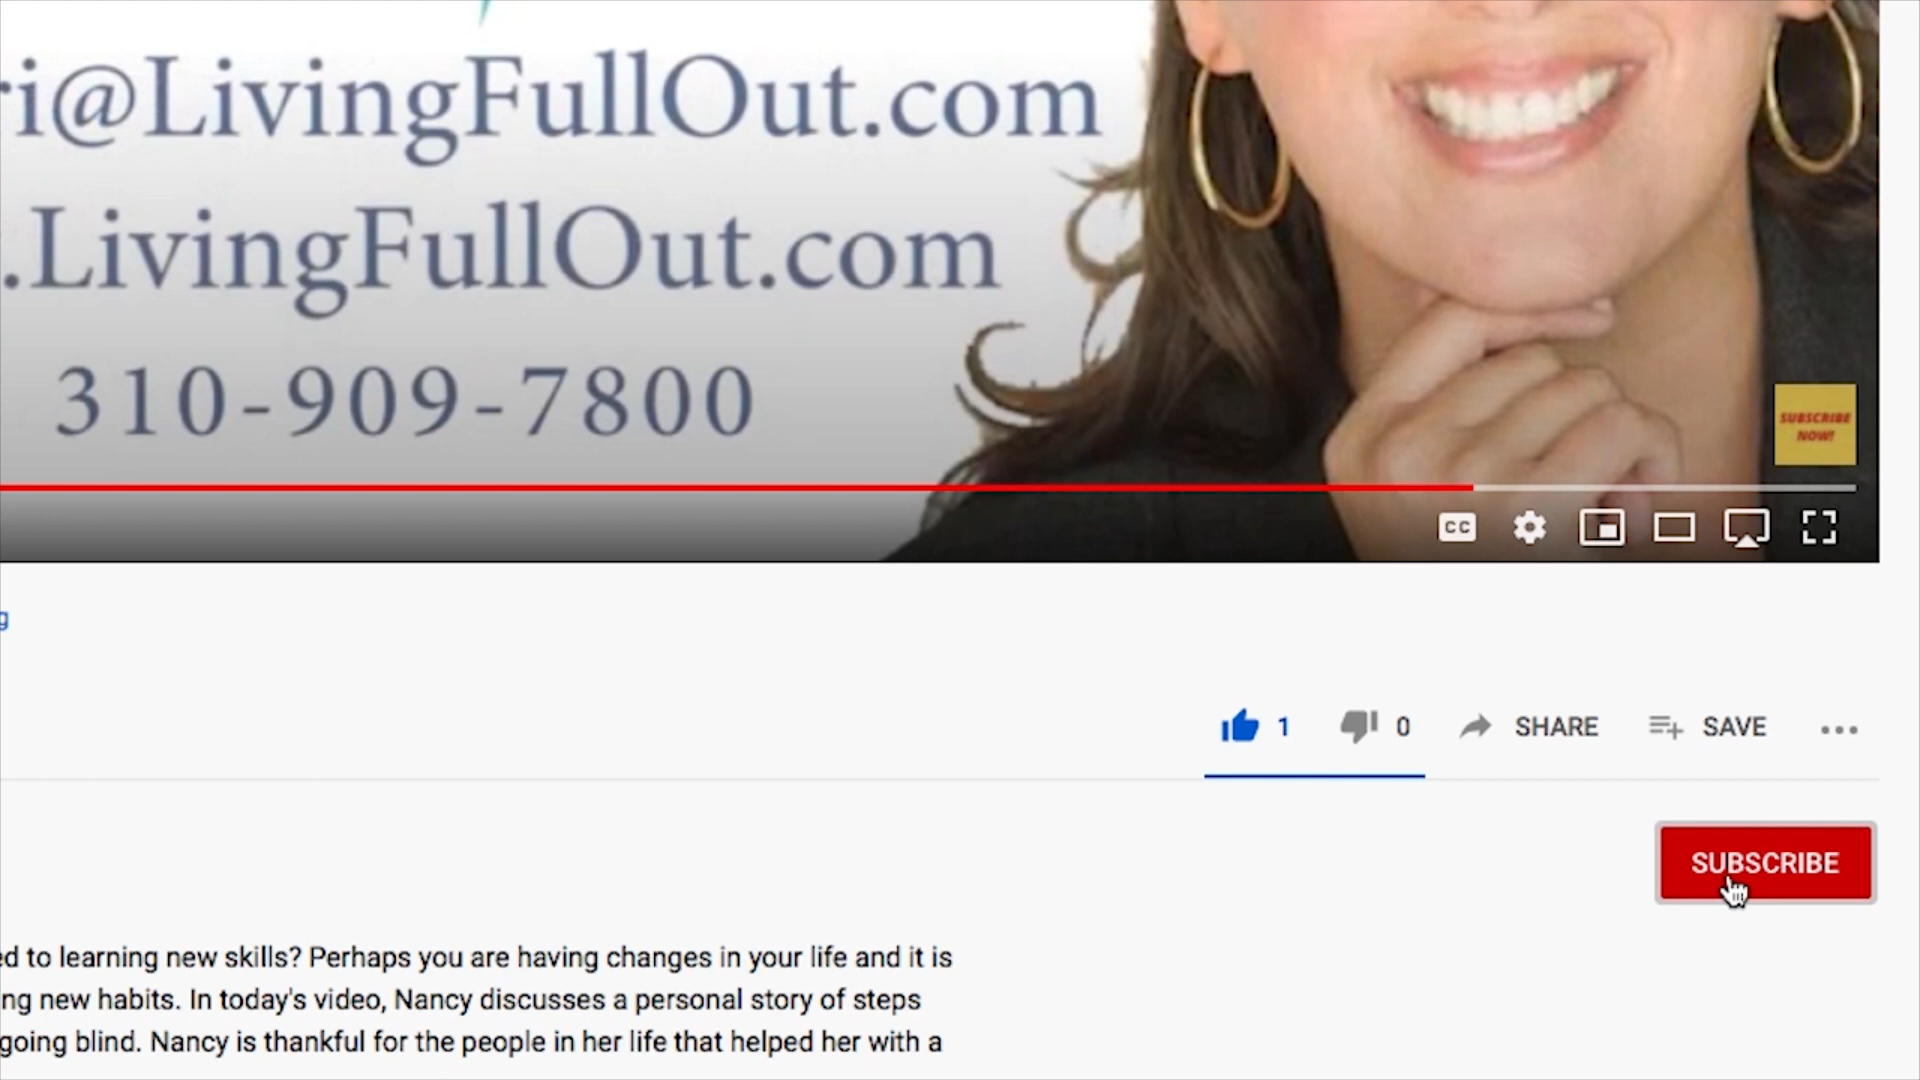 ri@LivingFullOut.com
.LivingFullOut.com
310-909-7800
SUBSCRIBE
NOW!
CC
g
1 0 SHARE SAVE
SUBSCRIBE
ed to learning new skills? Perhaps you are having changes in your life and it is
ng new habits. In today's video, Nancy discusses a personal story of steps
going blind. Nancy is thankful for the people in her life that helped her with a